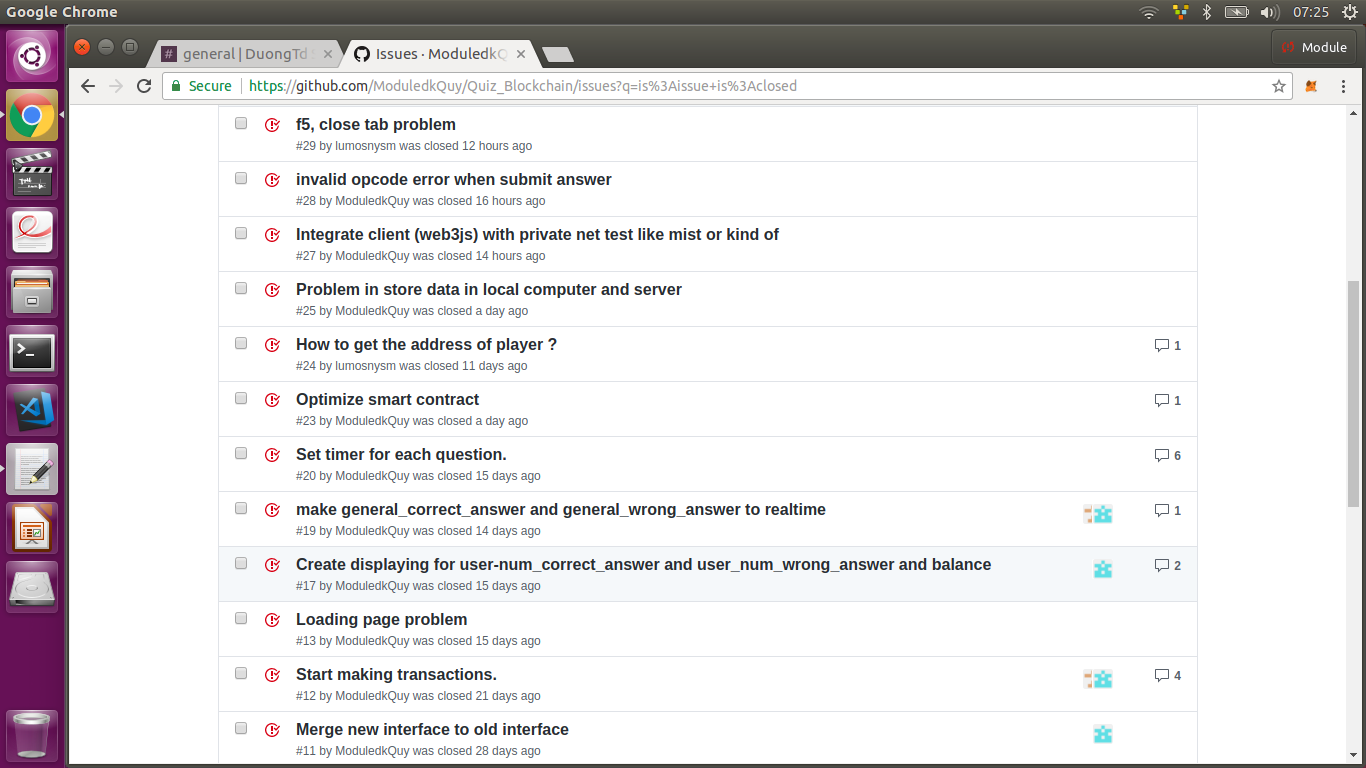 Google Chrome
07:25
general | DuongTd
Issues · ModuledkQ
Module
Secure
https://github.com/ModuledkQuy/Quiz_Blockchain/issues?q=is%3Aissue+is%3Aclosed
f5, close tab problem
#29 by lumosnysm was closed 12 hours ago
invalid opcode error when submit answer
#28 by ModuledkQuy was closed 16 hours ago
Integrate client (web3js) with private net test like mist or kind of
#27 by ModuledkQuy was closed 14 hours ago
Problem in store data in local computer and server
#25 by ModuledkQuy was closed a day ago
How to get the address of player ?
1
#24 by lumosnysm was closed 11 days ago
Optimize smart contract
1
#23 by ModuledkQuy was closed a day ago
Set timer for each question.
6
#20 by ModuledkQuy was closed 15 days ago
make general_correct_answer and general_wrong_answer to realtime
1
#19 by ModuledkQuy was closed 14 days ago
Create displaying for user-num_correct_answer and user_num_wrong_answer and balance
2
#17 by ModuledkQuy was closed 15 days ago
Loading page problem
#13 by ModuledkQuy was closed 15 days ago
Start making transactions.
4
#12 by ModuledkQuy was closed 21 days ago
Merge new interface to old interface
#11 by ModuledkQuy was closed 28 days ago